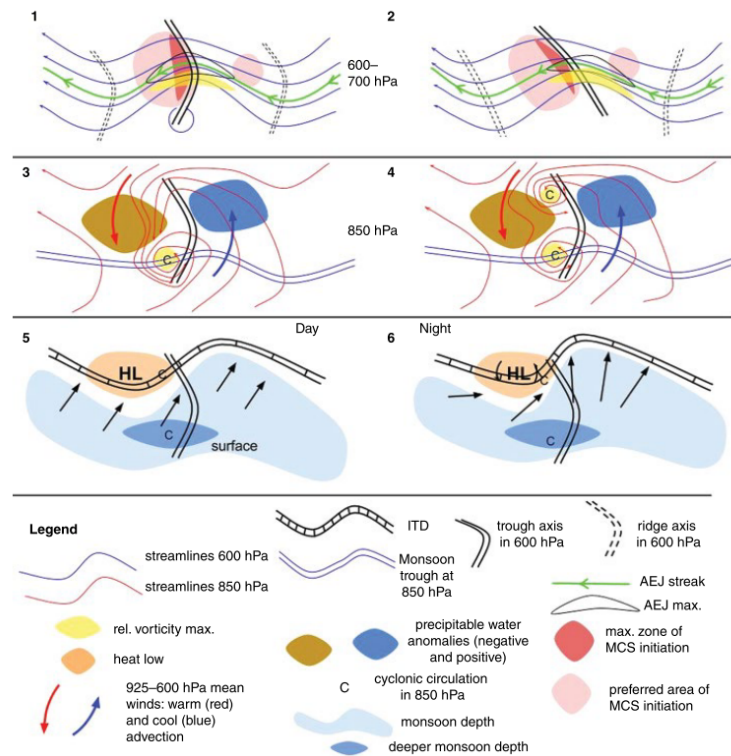 1
2
600–
700 hPa
3
4
C
C
C
850 hPa
Day
Night
5
6
HL
C
C
surface
(HL)
C
C
Legend
streamlines 600 hPa
streamlines 850 hPa
rel. vorticity max.
heat low
925–600 hPa mean
winds: warm (red)
and cool (blue)
advection
ITD
Monsoon
trough at
850 hPa
trough axis
in 600 hPa
ridge axis
in 600 hPa
precipitable water
anomalies (negative
and positive)
C
cyclonic circulation
in 850 hPa
monsoon depth
deeper monsoon depth
AEJ streak
AEJ max.
max. zone of
MCS initiation
preferred area of
MCS initiation